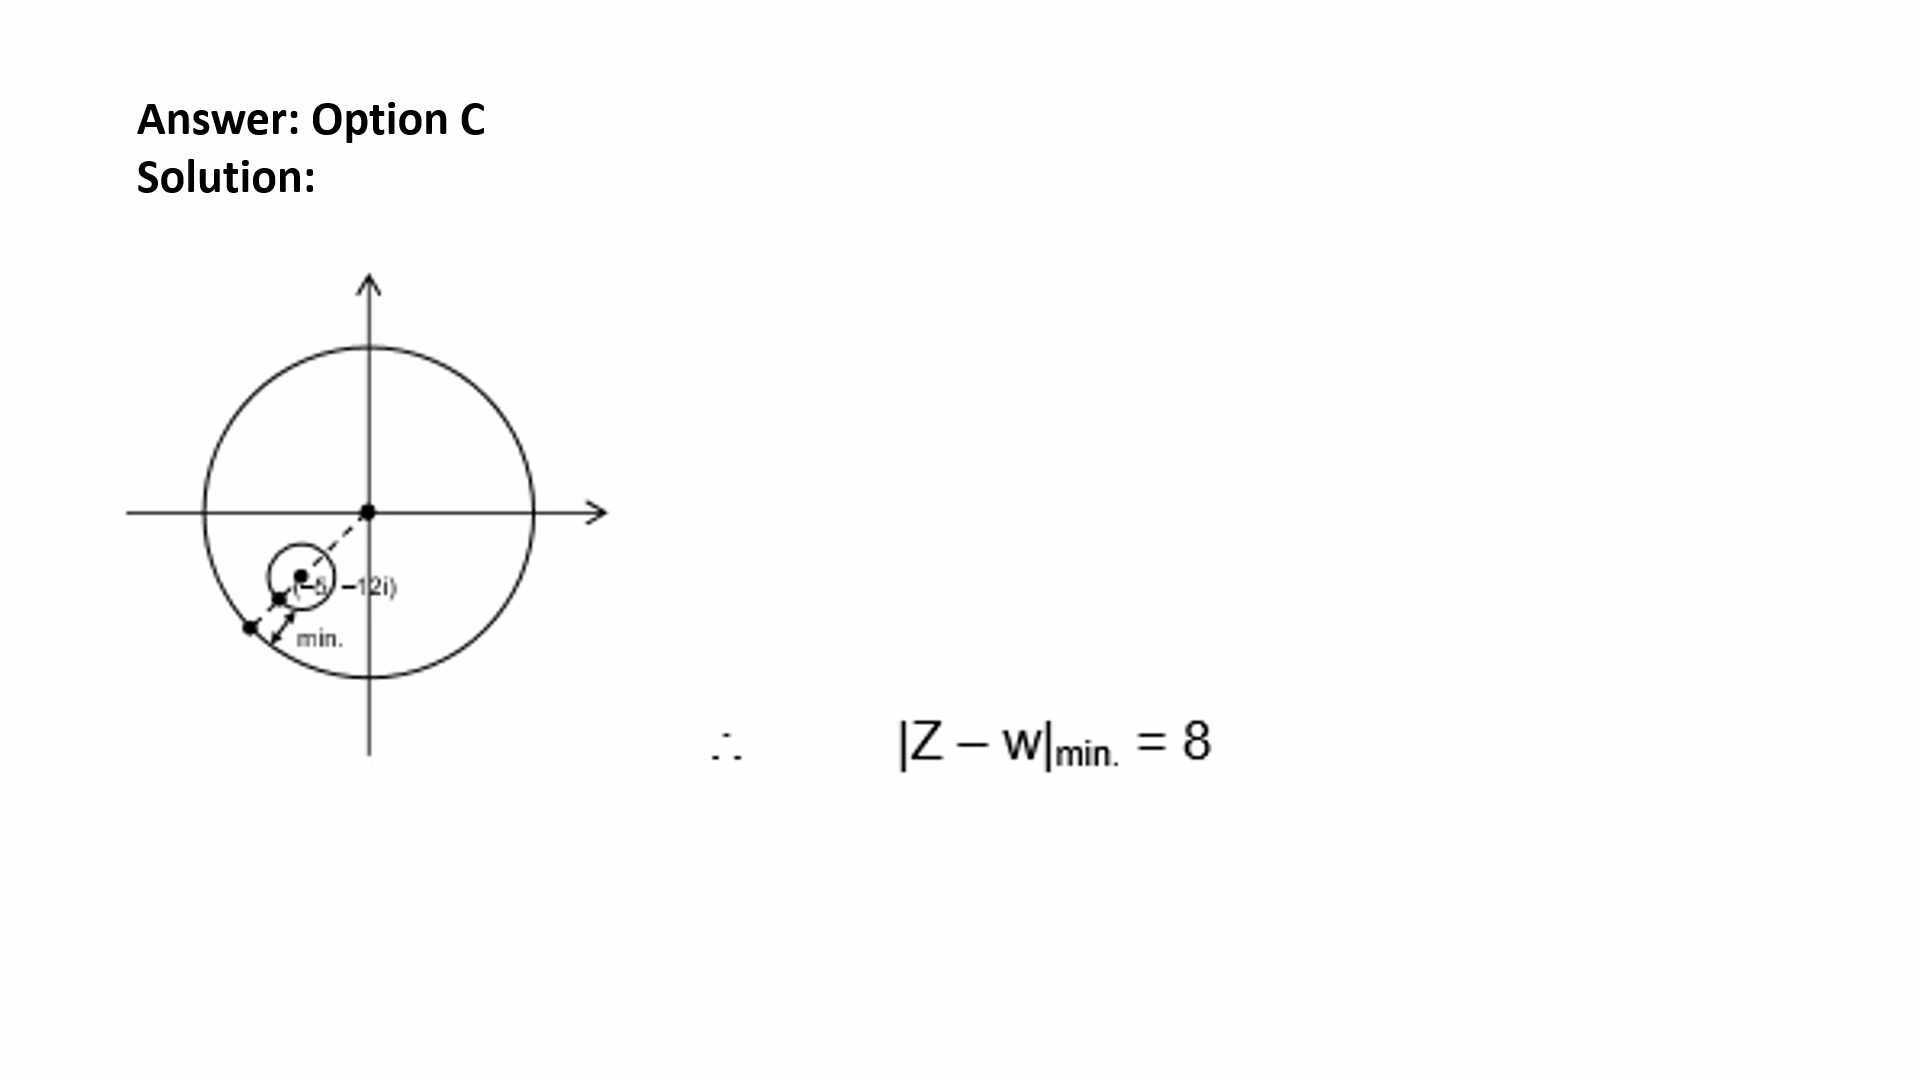 Answer: Option C
Solution:
(–5, –12i)
min.
∴ |Z – w|min. = 8